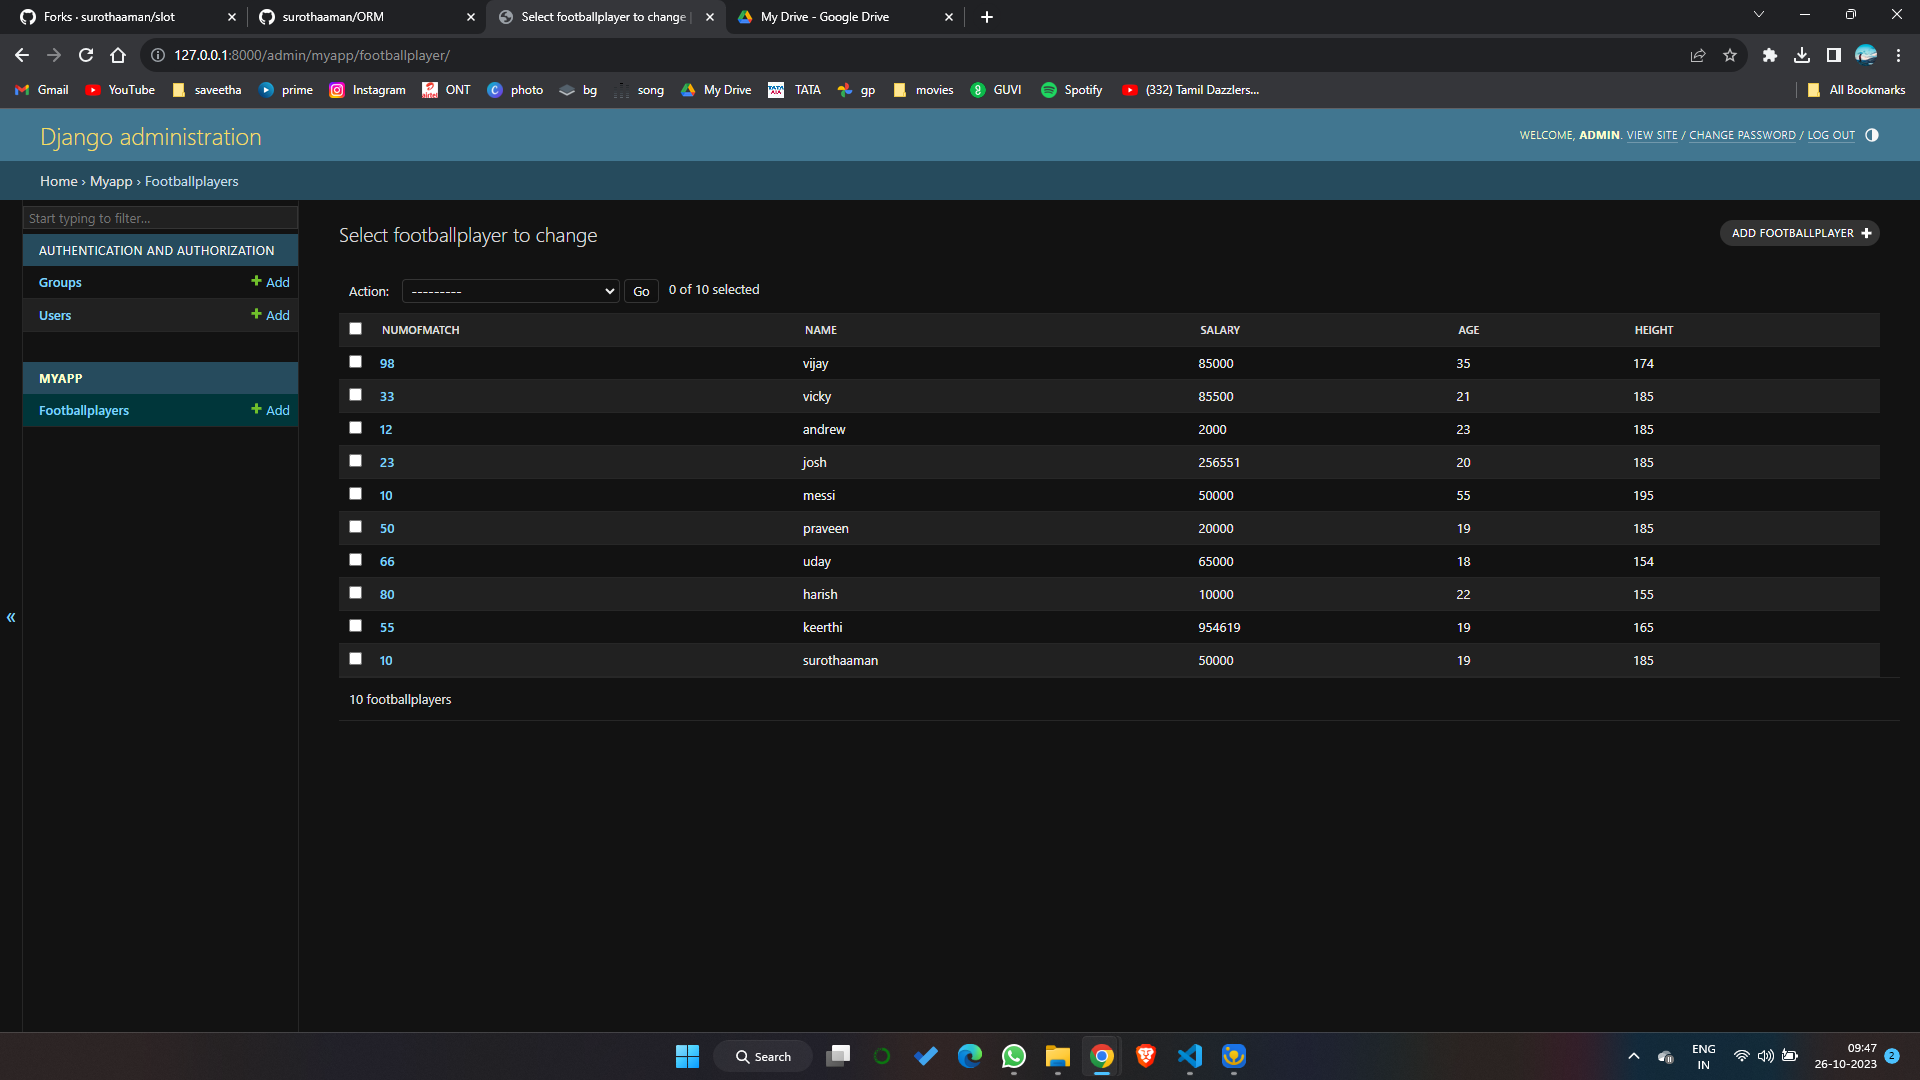 Forks · surothaaman/slot
surothaaman/ORM
Select footballplayer to change |
My Drive - Google Drive
127.0.0.1:8000/admin/myapp/footballplayer/
Gmail YouTube saveetha prime Instagram airtel ONT photo bg song My Drive TATA AIA TATA gp movies GUVI Spotify (332) Tamil Dazzlers... All Bookmarks
Django administration
WELCOME, ADMIN. VIEW SITE / CHANGE PASSWORD / LOG OUT
Home › Myapp › Footballplayers
Start typing to filter...
AUTHENTICATION AND AUTHORIZATION
Groups + Add
Users + Add
MYAPP
Footballplayers + Add
«
Select footballplayer to change
ADD FOOTBALLPLAYER +
Action: --------- Go 0 of 10 selected
NUMOFMATCH NAME SALARY AGE HEIGHT
98 vijay 85000 35 174
33 vicky 85500 21 185
12 andrew 2000 23 185
23 josh 256551 20 185
10 messi 50000 55 195
50 praveen 20000 19 185
66 uday 65000 18 154
80 harish 10000 22 155
55 keerthi 954619 19 165
10 surothaaman 50000 19 185
10 footballplayers
Search
ENG
IN
09:47
26-10-2023
2